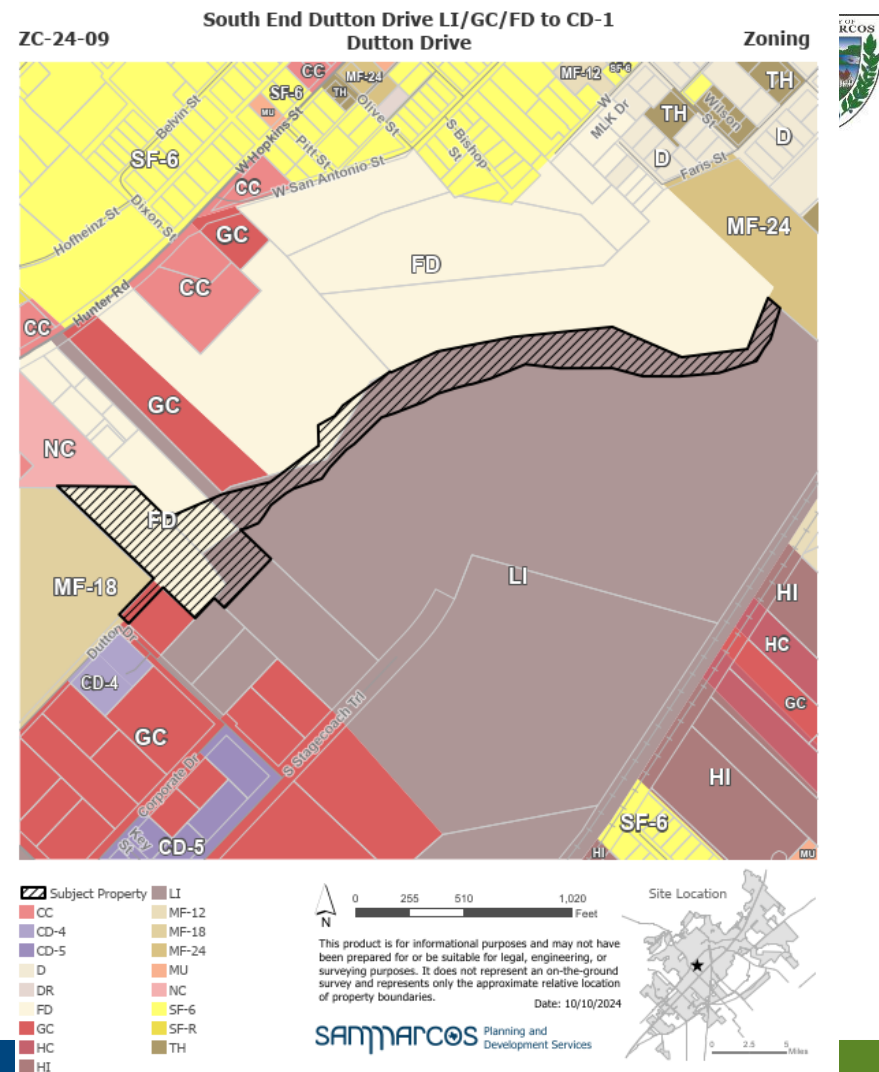 South End Dutton Drive LI/GC/FD to CD-1
ZC-24-09
Dutton Drive
Zoning
RCOS
CC
MF-24
SF-6
TH
MU
MF-12
SF-6
TH
TH
D
D
SF-6
CC
GC
CC
CC
FD
MF-24
GC
NC
FD
MF-18
LI
HI
HC
GC
HI
CD-4
GC
CD-5
SF-6
HI
MU
Belvin St
W Hopkins St
Pitt St
Olive St
S Bishop St
W MLK Dr
Wilson St
Faris St
W San Antonio St
Dixon St
Hofheinz St
Hunter Rd
Dutton Dr
Corporate Dr
Key St
S Stagecoach Trl
Subject Property
CC
CD-4
CD-5
D
DR
FD
GC
HC
HI
LI
MF-12
MF-18
MF-24
MU
NC
SF-6
SF-R
TH
N
0 255 510 1,020
Feet
This product is for informational purposes and may not have
been prepared for or be suitable for legal, engineering, or
surveying purposes. It does not represent an on-the-ground
survey and represents only the approximate relative location
of property boundaries.
Date: 10/10/2024
SAN MARCOS
Planning and
Development Services
Site Location
0 2.5 5
Miles